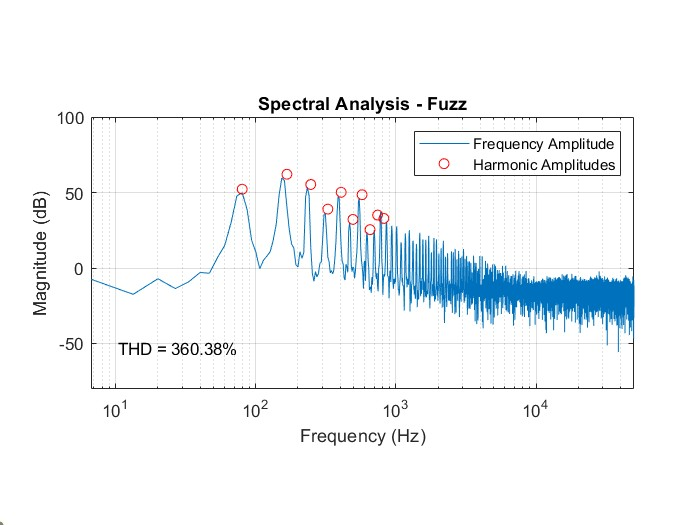 Spectral Analysis - Fuzz
100
50
0
-50
Magnitude (dB)
Frequency Amplitude
Harmonic Amplitudes
THD = 360.38%
10^1
10^2
10^3
10^4
Frequency (Hz)